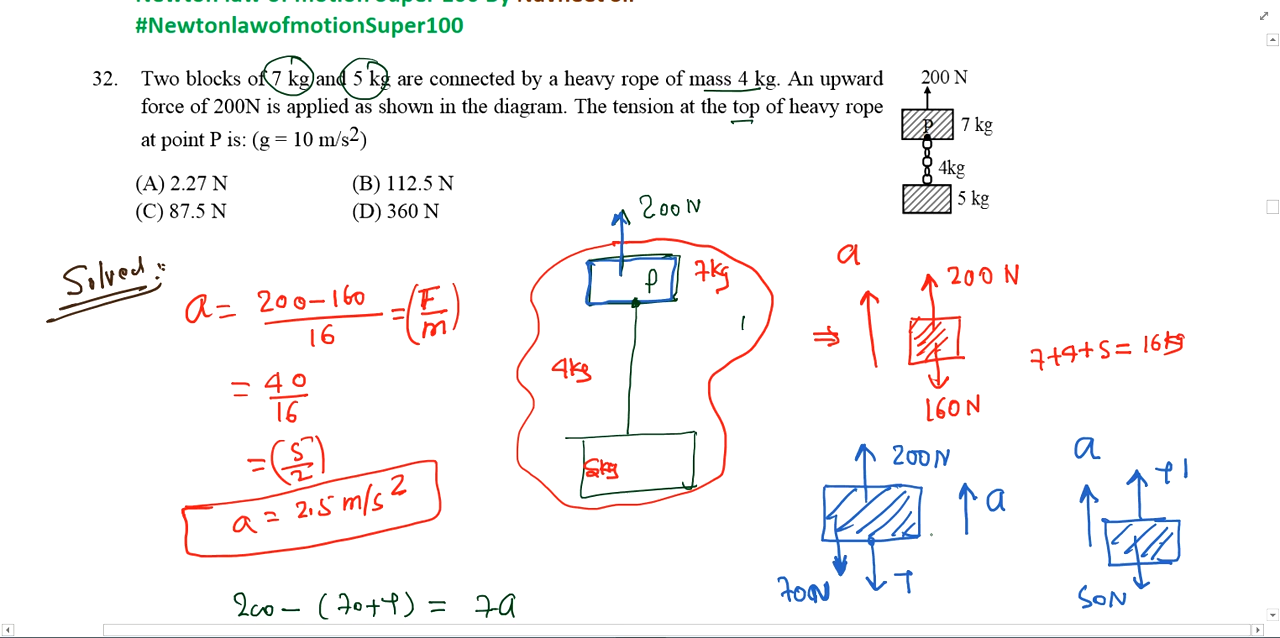 #NewtonlawofmotionSuper100
32. Two blocks of 7 kg and 5 kg are connected by a heavy rope of mass 4 kg. An upward
force of 200N is applied as shown in the diagram. The tension at the top of heavy rope
at point P is: (g = 10 m/s²)
(A) 2.27 N (B) 112.5 N
(C) 87.5 N (D) 360 N
200 N
P 7 kg
4kg
5 kg
Solved :
a = 200-160 / 16 = (F/m)
= 40/16
= (5/2)
a = 2.5 m/s²
200 - (70+T) = 7a
200N
P 7kg
4kg
5kg
a
200 N
⇒
160N
7+4+5 = 16kg
200N
a
70N T
a
T1
50N